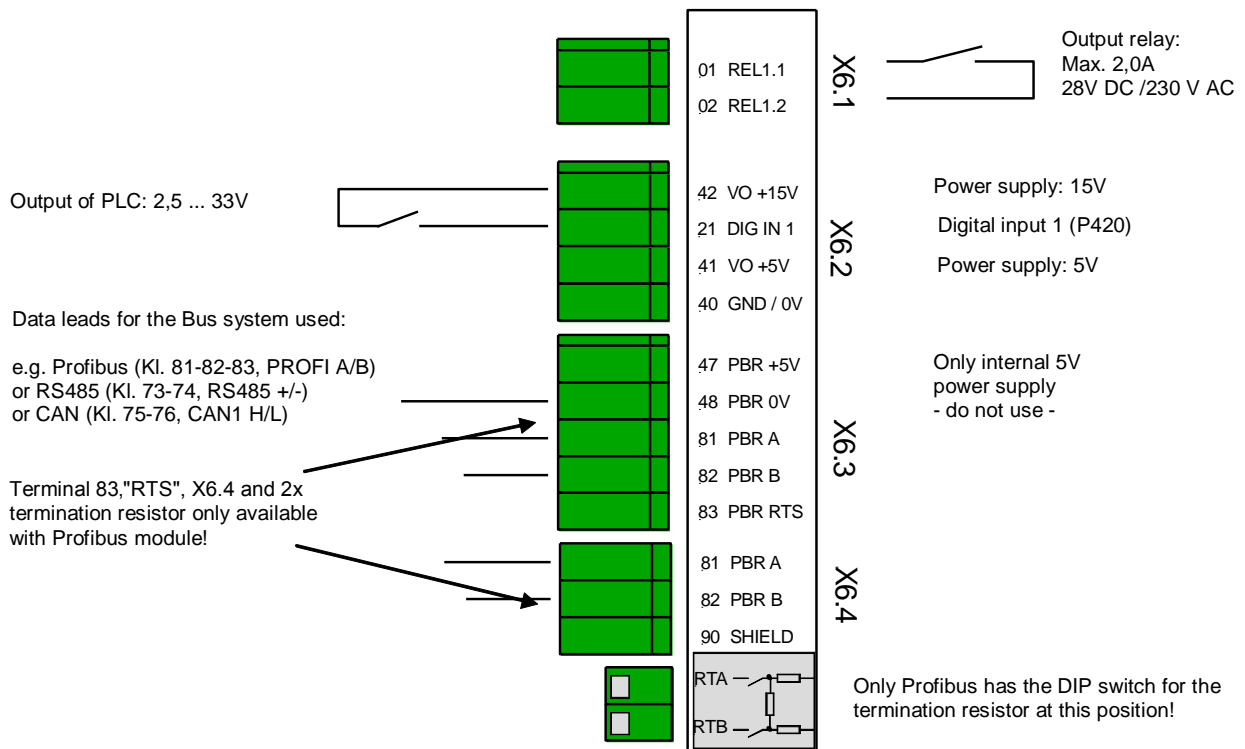 01 REL1.1
02 REL1.2
X6.1
Output relay:
Max. 2,0A
28V DC /230 V AC
Output of PLC: 2,5 ... 33V
42 VO +15V
21 DIG IN 1
41 VO +5V
40 GND / 0V
X6.2
Power supply: 15V
Digital input 1 (P420)
Power supply: 5V
Data leads for the Bus system used:
e.g. Profibus (Kl. 81-82-83, PROFI A/B)
or RS485 (Kl. 73-74, RS485 +/-)
or CAN (Kl. 75-76, CAN1 H/L)
47 PBR +5V
48 PBR 0V
81 PBR A
82 PBR B
83 PBR RTS
X6.3
Only internal 5V
power supply
- do not use -
Terminal 83,"RTS", X6.4 and 2x
termination resistor only available
with Profibus module!
81 PBR A
82 PBR B
90 SHIELD
X6.4
RTA
RTB
Only Profibus has the DIP switch for the
termination resistor at this position!